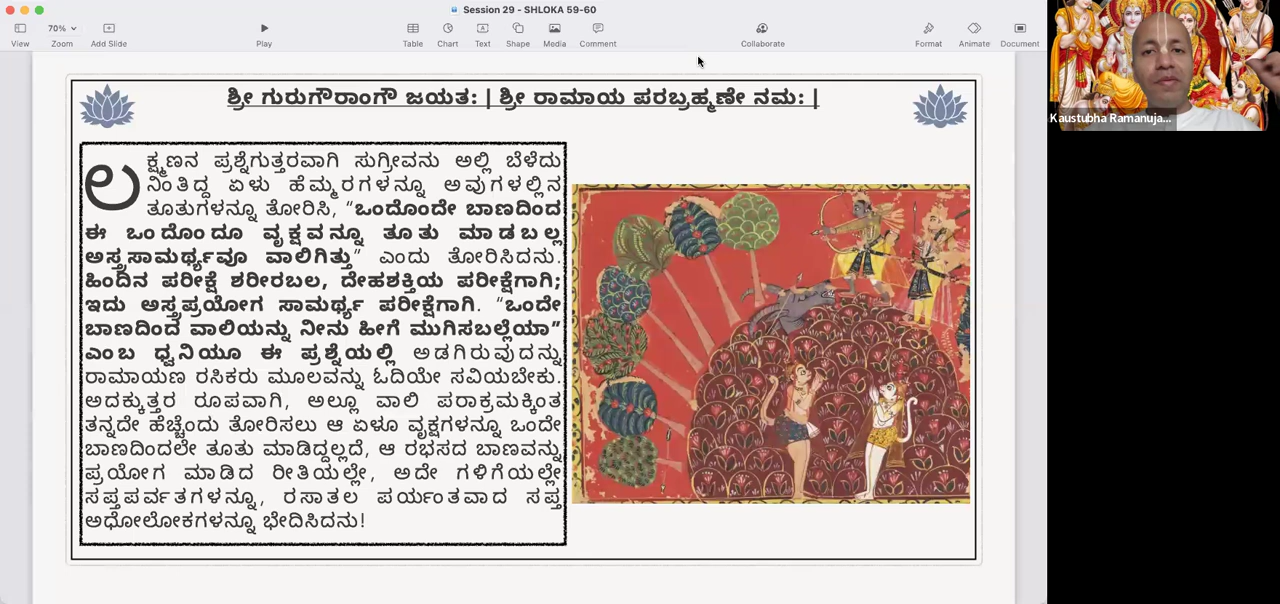 Session 29 - SHLOKA 59-60
View
70%
Zoom
Add Slide
Play
Table
Chart
Text
Shape
Media
Comment
Collaborate
Format
Animate
Document
ಶ್ರೀ ಗುರುಗೌರಾಂಗೌ ಜಯತಃ | ಶ್ರೀ ರಾಮಾಯ ಪರಬ್ರಹ್ಮಣೇ ನಮಃ |
ಲಕ್ಷ್ಮಣನ ಪ್ರಶ್ನೆಗುತ್ತರವಾಗಿ ಸುಗ್ರೀವನು ಅಲ್ಲಿ ಬೆಳೆದು
ನಿಂತಿದ್ದ ಏಳು ಹೆಮ್ಮರಗಳನ್ನೂ ಅವುಗಳಲ್ಲಿನ
ತೂತುಗಳನ್ನೂ ತೋರಿಸಿ, “ಒಂದೊಂದೇ ಬಾಣದಿಂದ
ಈ ಒಂದೊಂದೂ ವೃಕ್ಷವನ್ನೂ ತೂತು ಮಾಡಬಲ್ಲ
ಅಸ್ತ್ರಸಾಮರ್ಥ್ಯವೂ ವಾಲಿಗಿತ್ತು” ಎಂದು ತೋರಿಸಿದನು.
ಹಿಂದಿನ ಪರೀಕ್ಷೆ ಶರೀರಬಲ, ದೇಹಶಕ್ತಿಯ ಪರೀಕ್ಷೆಗಾಗಿ;
ಇದು ಅಸ್ತ್ರಪ್ರಯೋಗ ಸಾಮರ್ಥ್ಯ ಪರೀಕ್ಷೆಗಾಗಿ. “ಒಂದೇ
ಬಾಣದಿಂದ ವಾಲಿಯನ್ನು ನೀನು ಹೀಗೆ ಮುಗಿಸಬಲ್ಲೆಯಾ”
ಎಂಬ ಧ್ವನಿಯೂ ಈ ಪ್ರಶ್ನೆಯಲ್ಲಿ ಅಡಗಿರುವುದನ್ನು
ರಾಮಾಯಣ ರಸಿಕರು ಮೂಲವನ್ನು ಓದಿಯೇ ಸವಿಯಬೇಕು.
ಅದಕ್ಕುತ್ತರ ರೂಪವಾಗಿ, ಅಲ್ಲೂ ವಾಲಿ ಪರಾಕ್ರಮಕ್ಕಿಂತ
ತನ್ನದೇ ಹೆಚ್ಚೆಂದು ತೋರಿಸಲು ಆ ಏಳೂ ವೃಕ್ಷಗಳನ್ನೂ ಒಂದೇ
ಬಾಣದಿಂದಲೇ ತೂತು ಮಾಡಿದ್ದಲ್ಲದೆ, ಆ ರಭಸದ ಬಾಣವನ್ನು
ಪ್ರಯೋಗ ಮಾಡಿದ ರೀತಿಯಲ್ಲೇ, ಅದೇ ಗಳಿಗೆಯಲ್ಲೇ
ಸಪ್ತಪರ್ವತಗಳನ್ನೂ, ರಸಾತಲ ಪರ್ಯಂತವಾದ ಸಪ್ತ
ಅಧೋಲೋಕಗಳನ್ನೂ ಭೇದಿಸಿದನು!
Kaustubha Ramanuja...